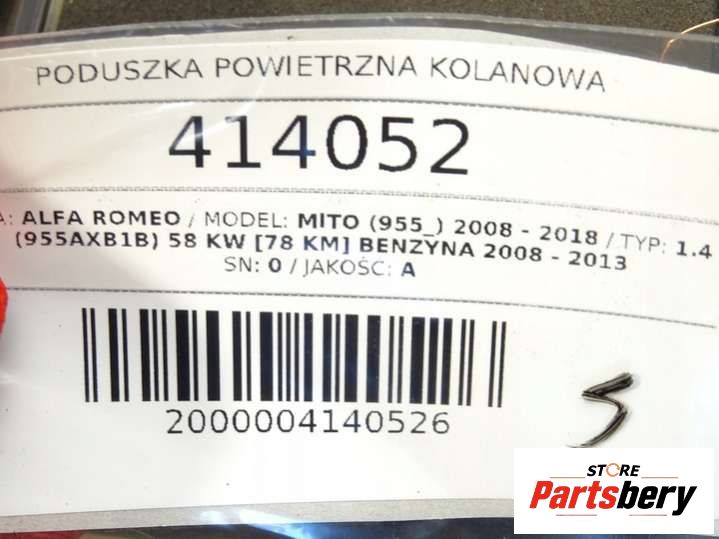 PODUSZKA POWIETRZNA KOLANOWA
414052
A: ALFA ROMEO / MODEL: MITO (955_) 2008 - 2018 / TYP: 1.4
(955AXB1B) 58 KW [78 KM] BENZYNA 2008 - 2013
SN: 0 / JAKOŚĆ: A
2000004140526
STORE
Partsbery